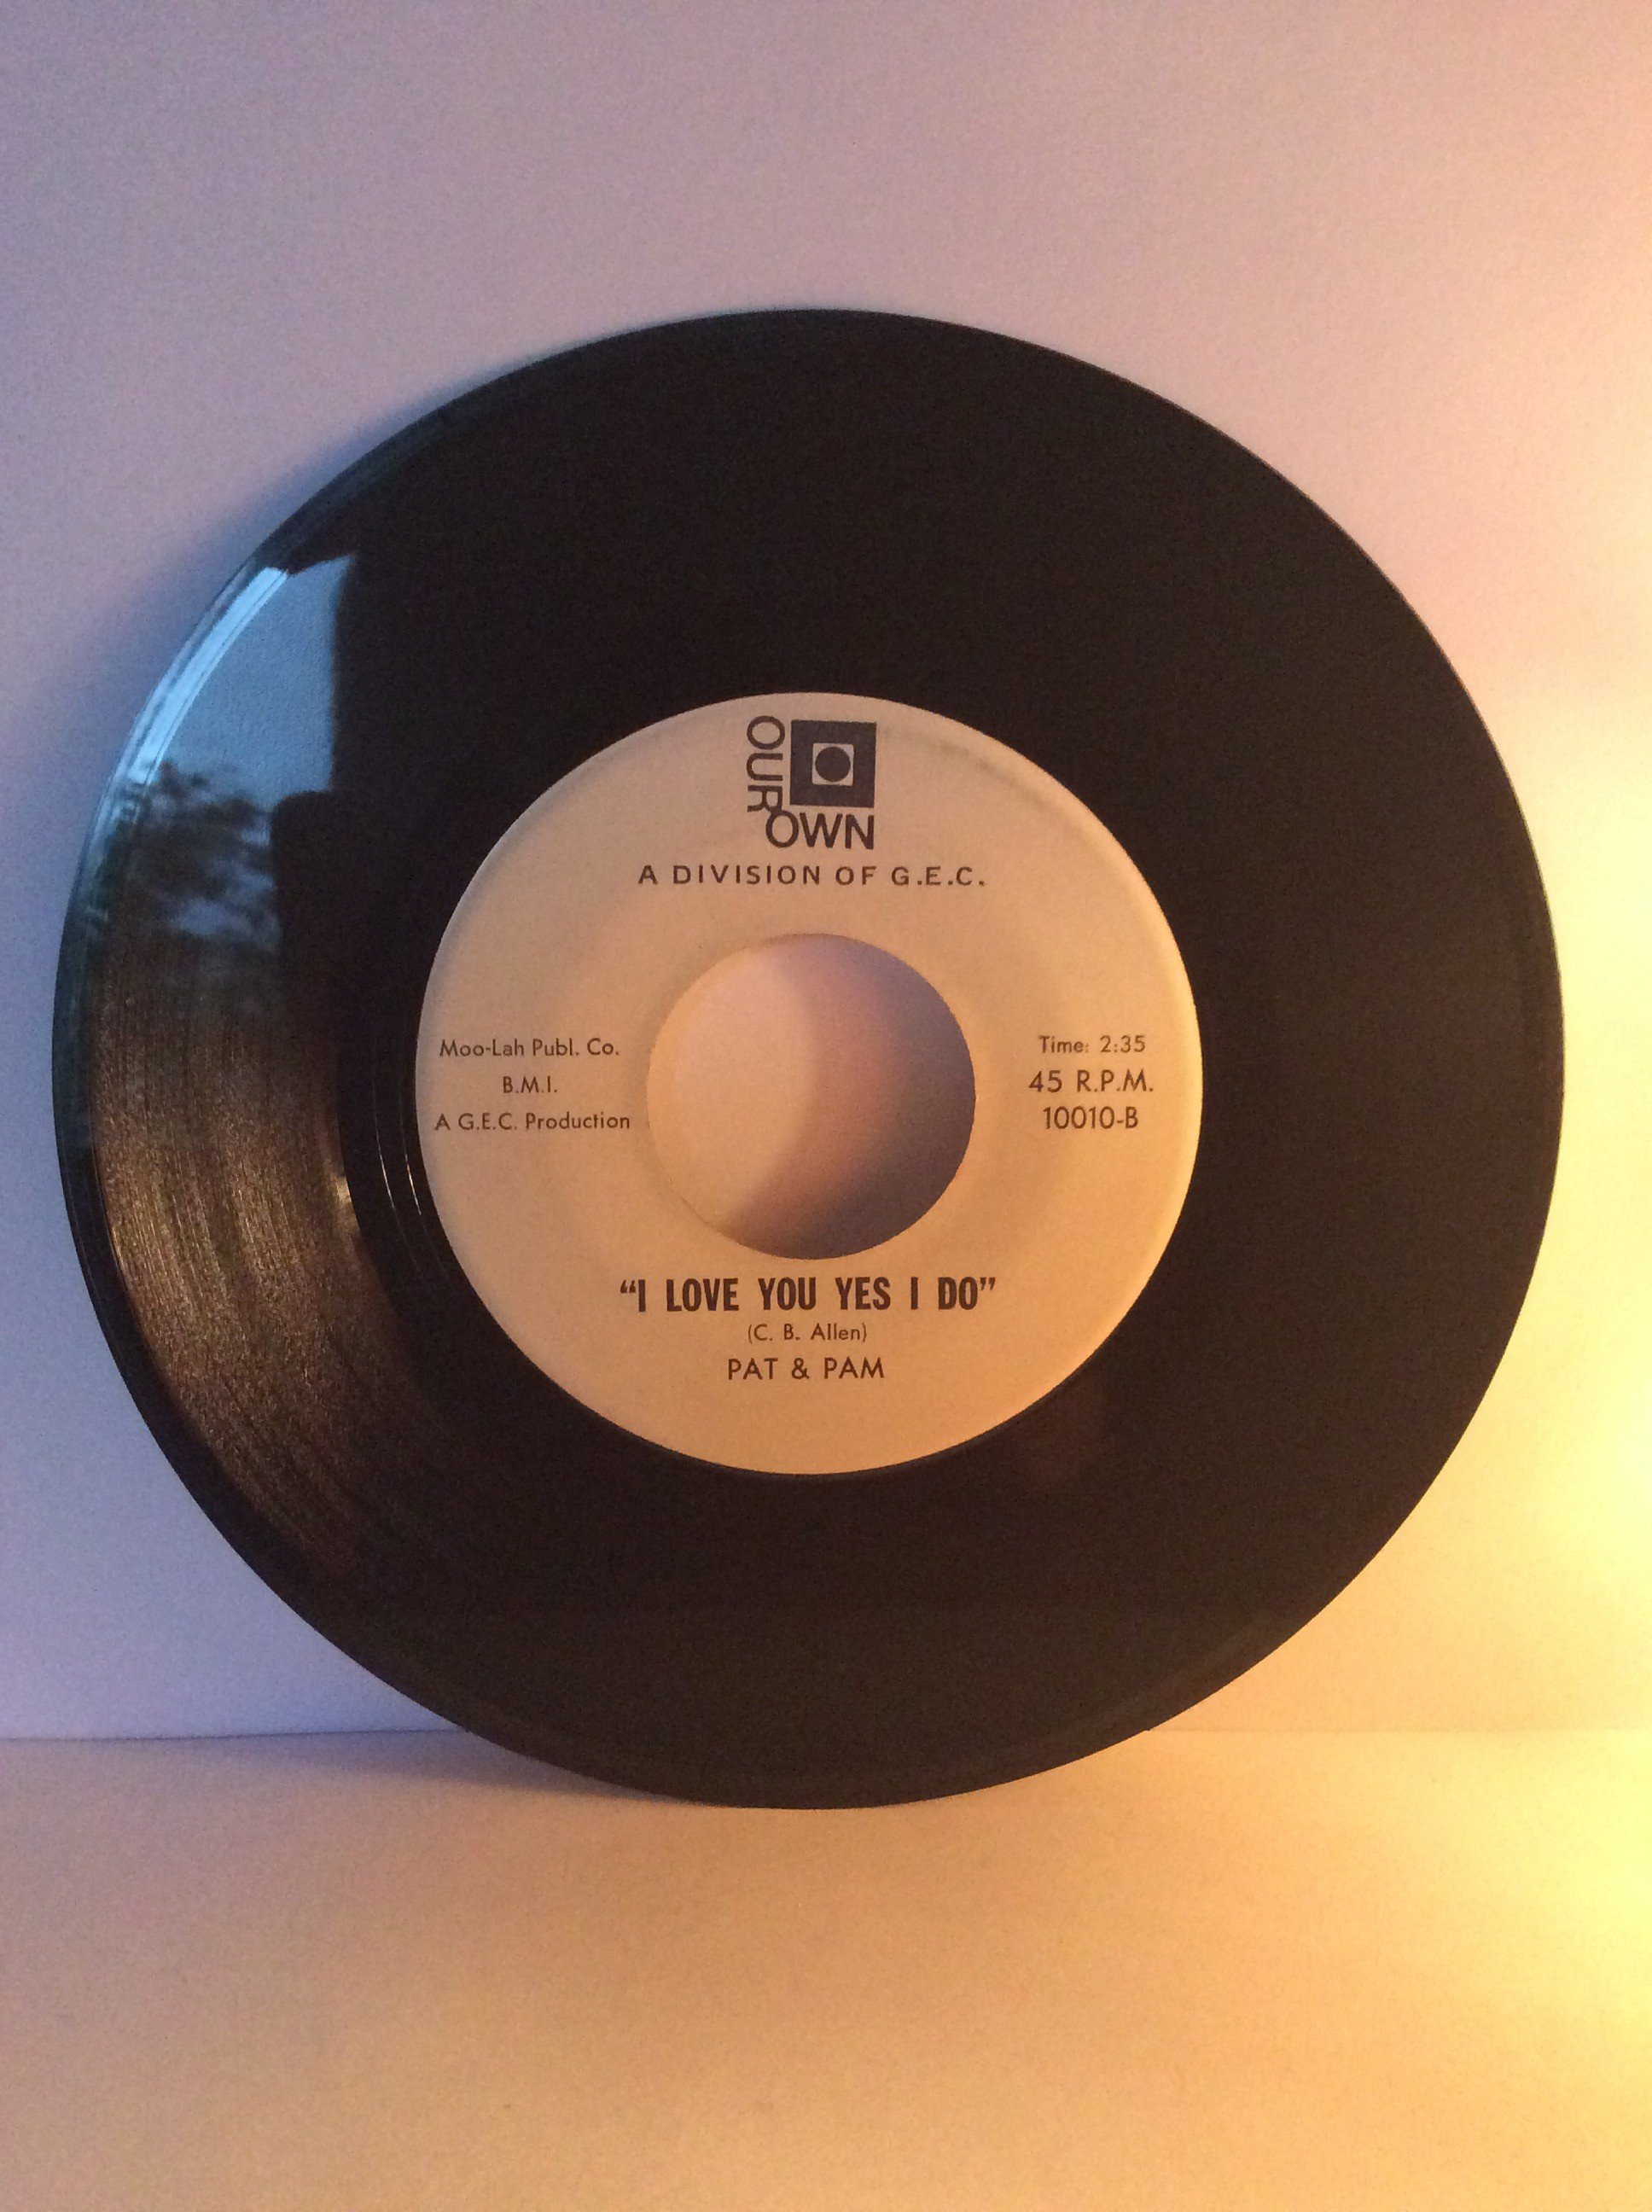 OUR
OWN
A DIVISION OF G.E.C.
Moo-Lah Publ. Co.
B.M.I.
A G.E.C. Production
Time: 2:35
45 R.P.M.
10010-B
“I LOVE YOU YES I DO”
(C. B. Allen)
PAT & PAM